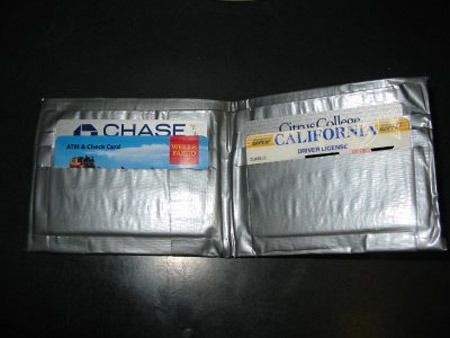 CHASE
ATM & Check Card
WELLS
FARGO
Citrus College
CALIFORNIA
DRIVER LICENSE